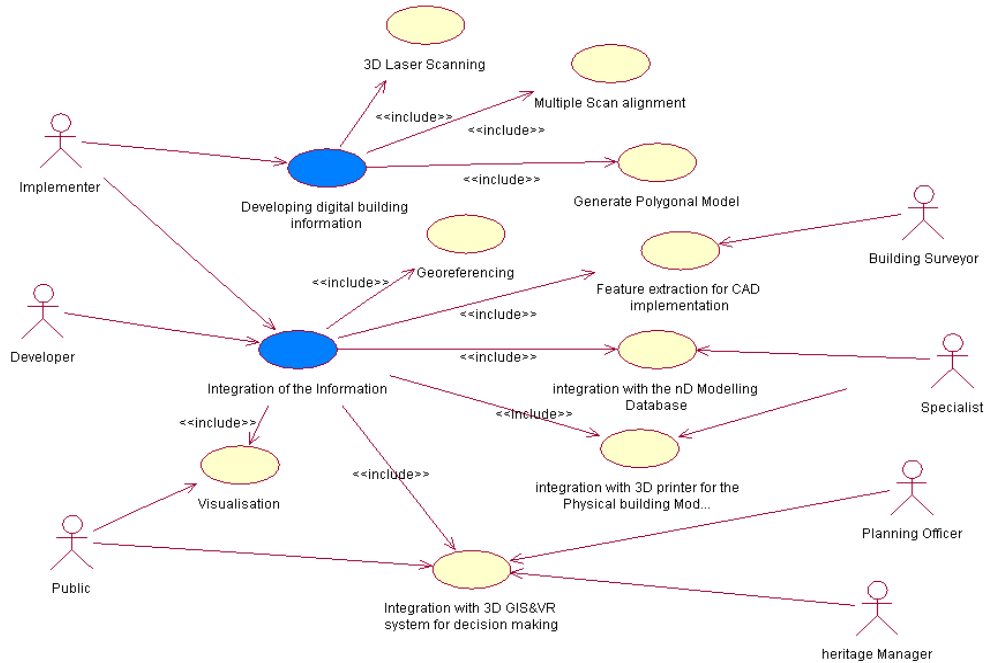 3D Laser Scanning
Multiple Scan alignment
<<include>>
<<include>>
Implementer
<<include>>
Developing digital building
information
Generate Polygonal Model
Georeferencing
<<include>>
Building Surveyor
Feature extraction for CAD
implementation
<<include>>
Developer
<<include>>
Integration of the Information
integration with the nD Modelling
Database
Specialist
<<include>>
<<include>>
Visualisation
<<include>>
integration with 3D printer for the
Physical building Mod...
Planning Officer
Public
Integration with 3D GIS&VR
system for decision making
heritage Manager